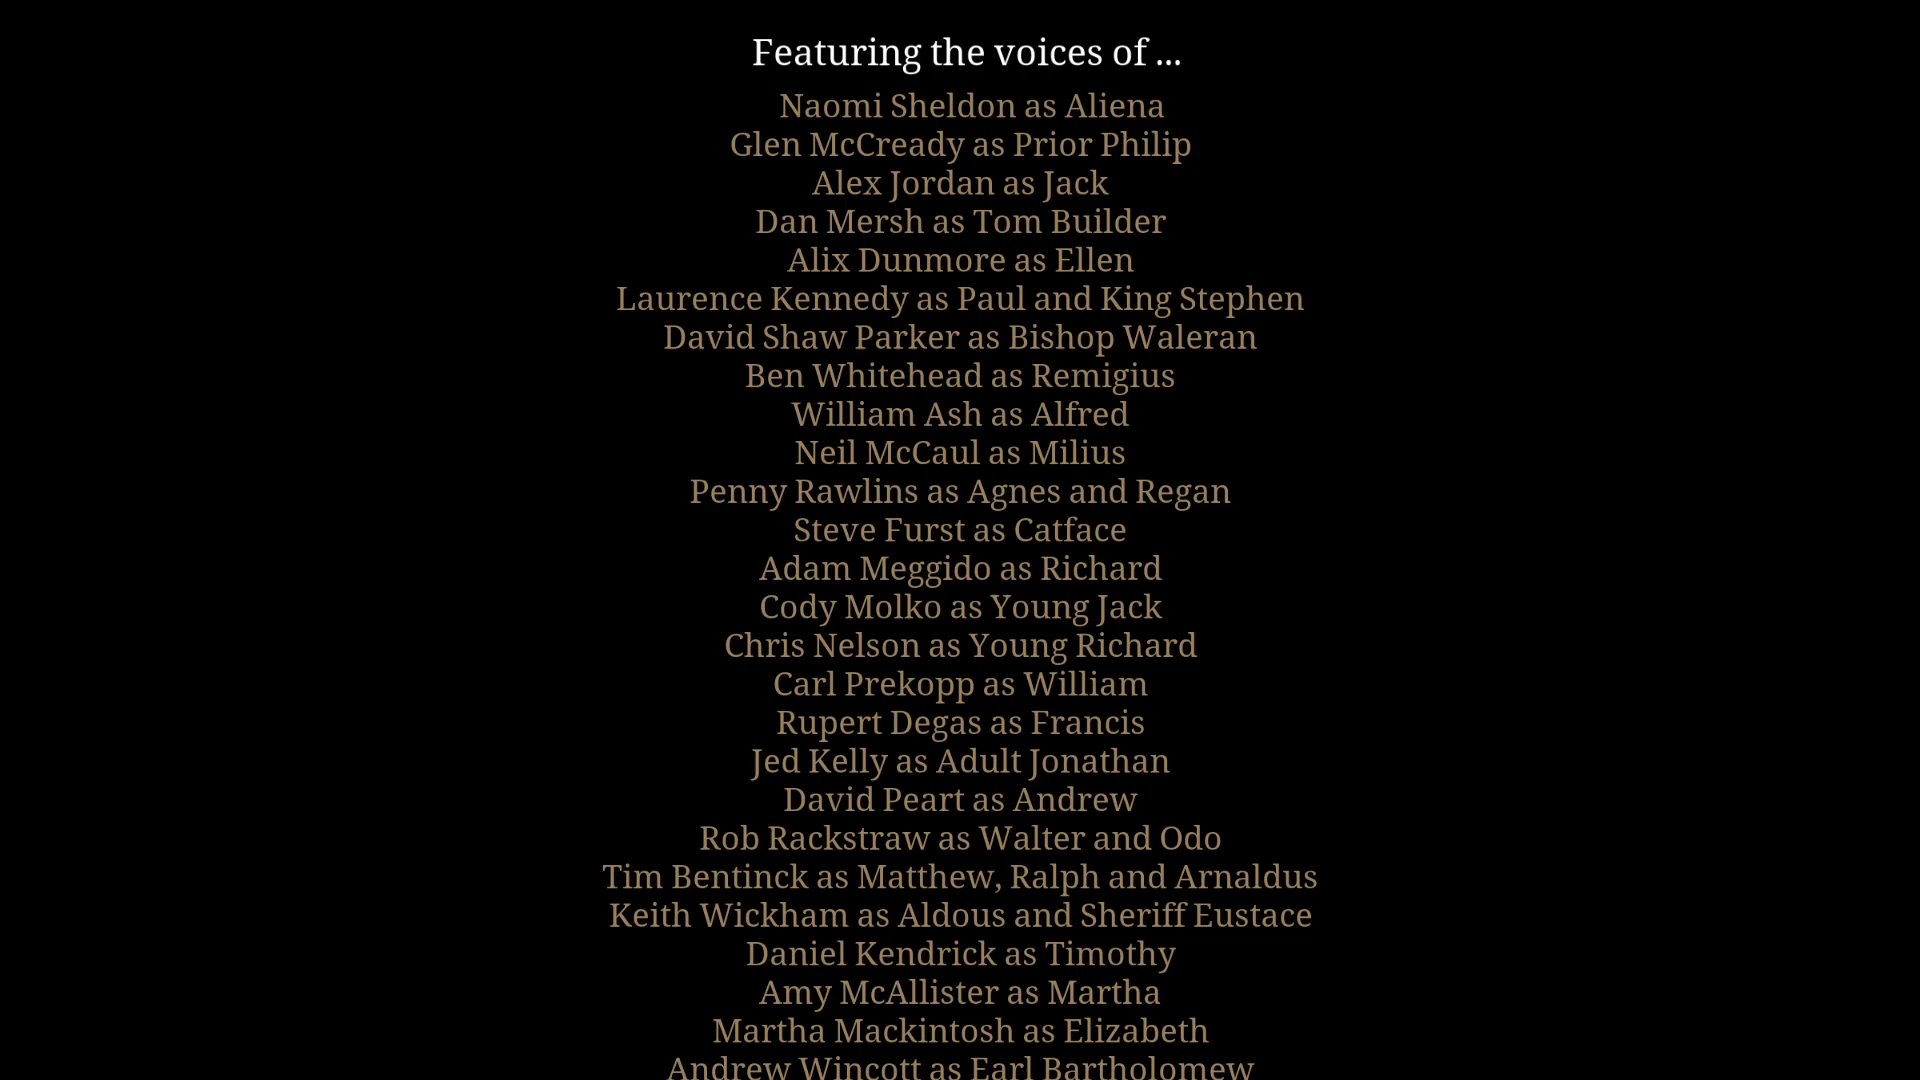 Featuring the voices of ...
Naomi Sheldon as Aliena
Glen McCready as Prior Philip
Alex Jordan as Jack
Dan Mersh as Tom Builder
Alix Dunmore as Ellen
Laurence Kennedy as Paul and King Stephen
David Shaw Parker as Bishop Waleran
Ben Whitehead as Remigius
William Ash as Alfred
Neil McCaul as Milius
Penny Rawlins as Agnes and Regan
Steve Furst as Catface
Adam Meggido as Richard
Cody Molko as Young Jack
Chris Nelson as Young Richard
Carl Prekopp as William
Rupert Degas as Francis
Jed Kelly as Adult Jonathan
David Peart as Andrew
Rob Rackstraw as Walter and Odo
Tim Bentinck as Matthew, Ralph and Arnaldus
Keith Wickham as Aldous and Sheriff Eustace
Daniel Kendrick as Timothy
Amy McAllister as Martha
Martha Mackintosh as Elizabeth
Andrew Wincott as Earl Bartholomew